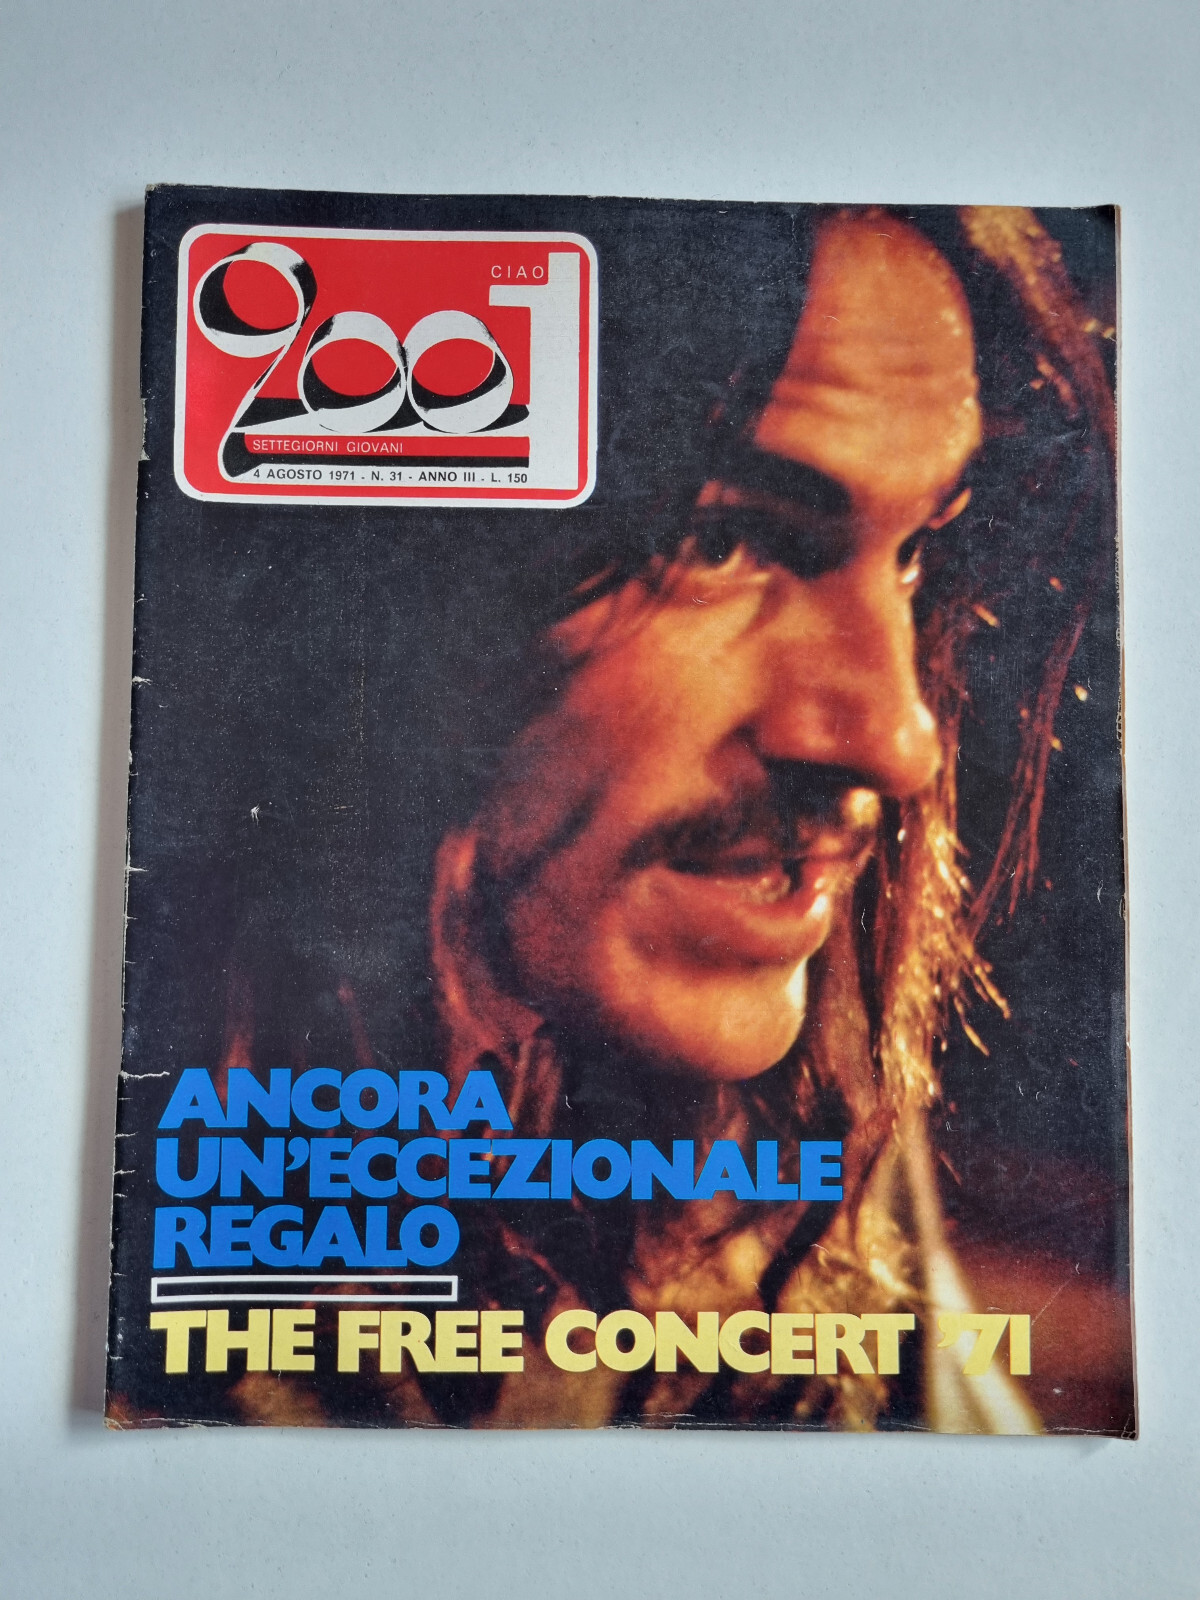 CIAO
2001
SETTEGIORNI GIOVANI
4 AGOSTO 1971 - N. 31 - ANNO III - L. 150
ANCORA
UN'ECCEZIONALE
REGALO
THE FREE CONCERT '71